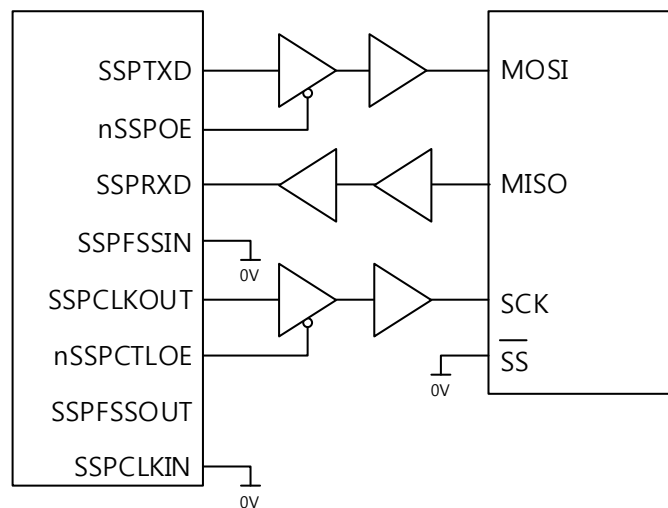 SSPTXD
nSSPOE
SSPRXD
SSPFSSIN
0V
SSPCLKOUT
nSSPCTLOE
SSPFSSOUT
SSPCLKIN
0V
MOSI
MISO
SCK
SS
0V